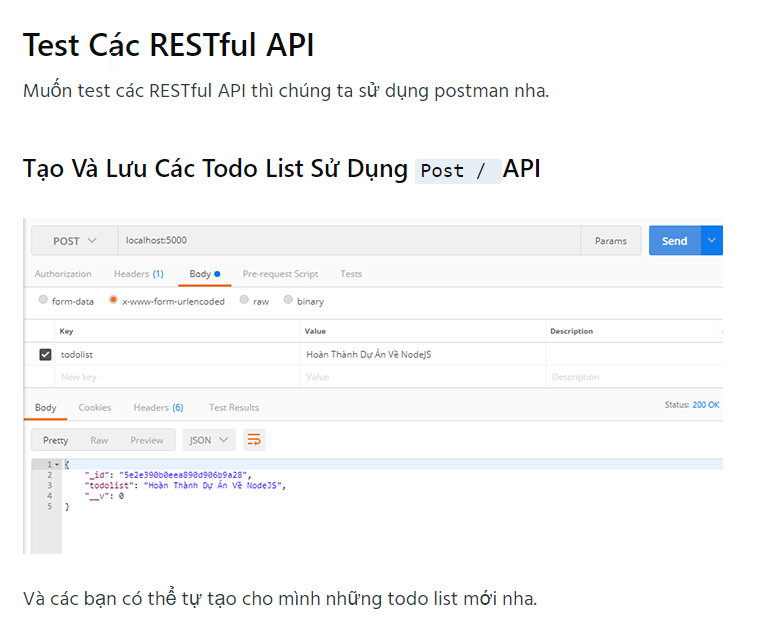 Test Các RESTful API
Muốn test các RESTful API thì chúng ta sử dụng postman nha.
Tạo Và Lưu Các Todo List Sử Dụng Post / API
POST localhost:5000 Params Send
Authorization Headers (1) Body Pre-request Script Tests
form-data x-www-form-urlencoded raw binary
Key Value Description
todolist Hoàn Thành Dự Án Về NodeJS
New key Value Description
Body Cookies Headers (6) Test Results Status: 200 OK
Pretty Raw Preview JSON
1 {
2 "_id": "5e2e390b0eea890d906b9a28",
3 "todolist": "Hoàn Thành Dự Án Về NodeJS",
4 "__v": 0
5 }
Và các bạn có thể tự tạo cho mình những todo list mới nha.